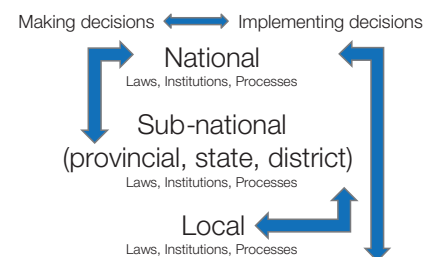 Making decisions Implementing decisions
National
Laws, Institutions, Processes
Sub-national
(provincial, state, district)
Laws, Institutions, Processes
Local
Laws, Institutions, Processes